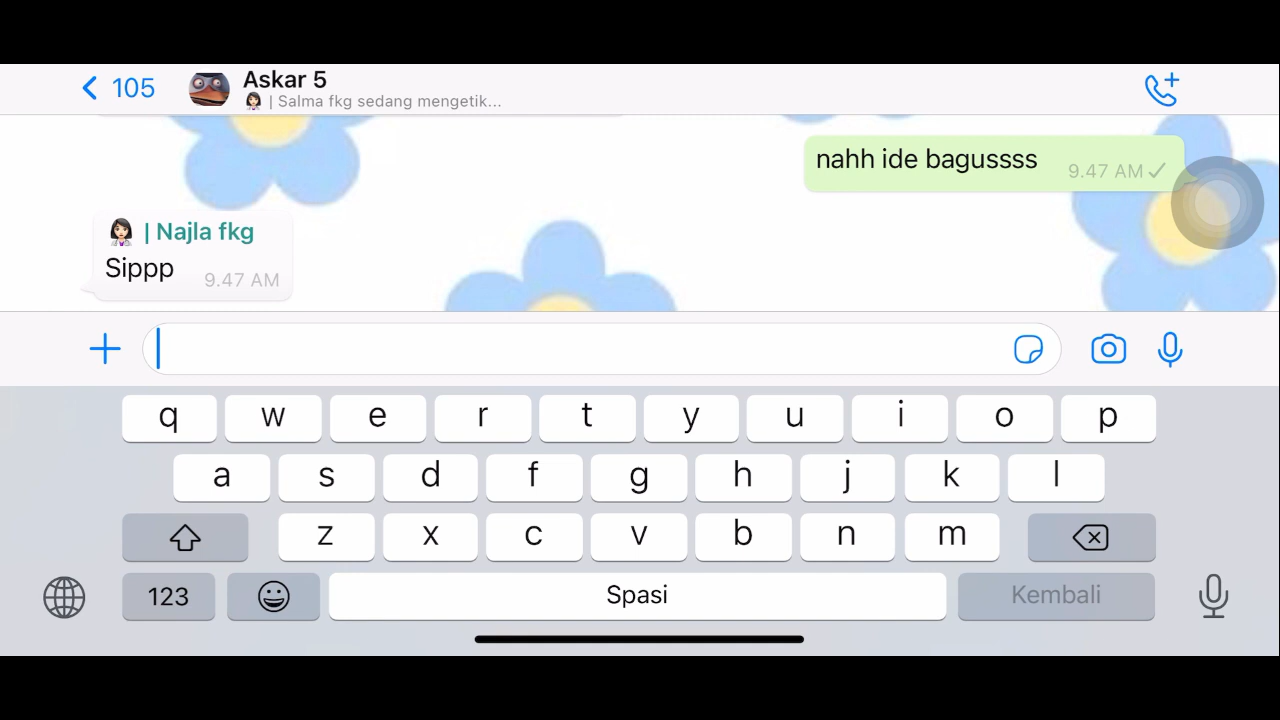 105
Askar 5
| Salma fkg sedang mengetik...
nahh ide bagussss
9.47 AM
| Najla fkg
Sippp
9.47 AM
q w e r t y u i o p
a s d f g h j k l
z x c v b n m
123 Spasi Kembali